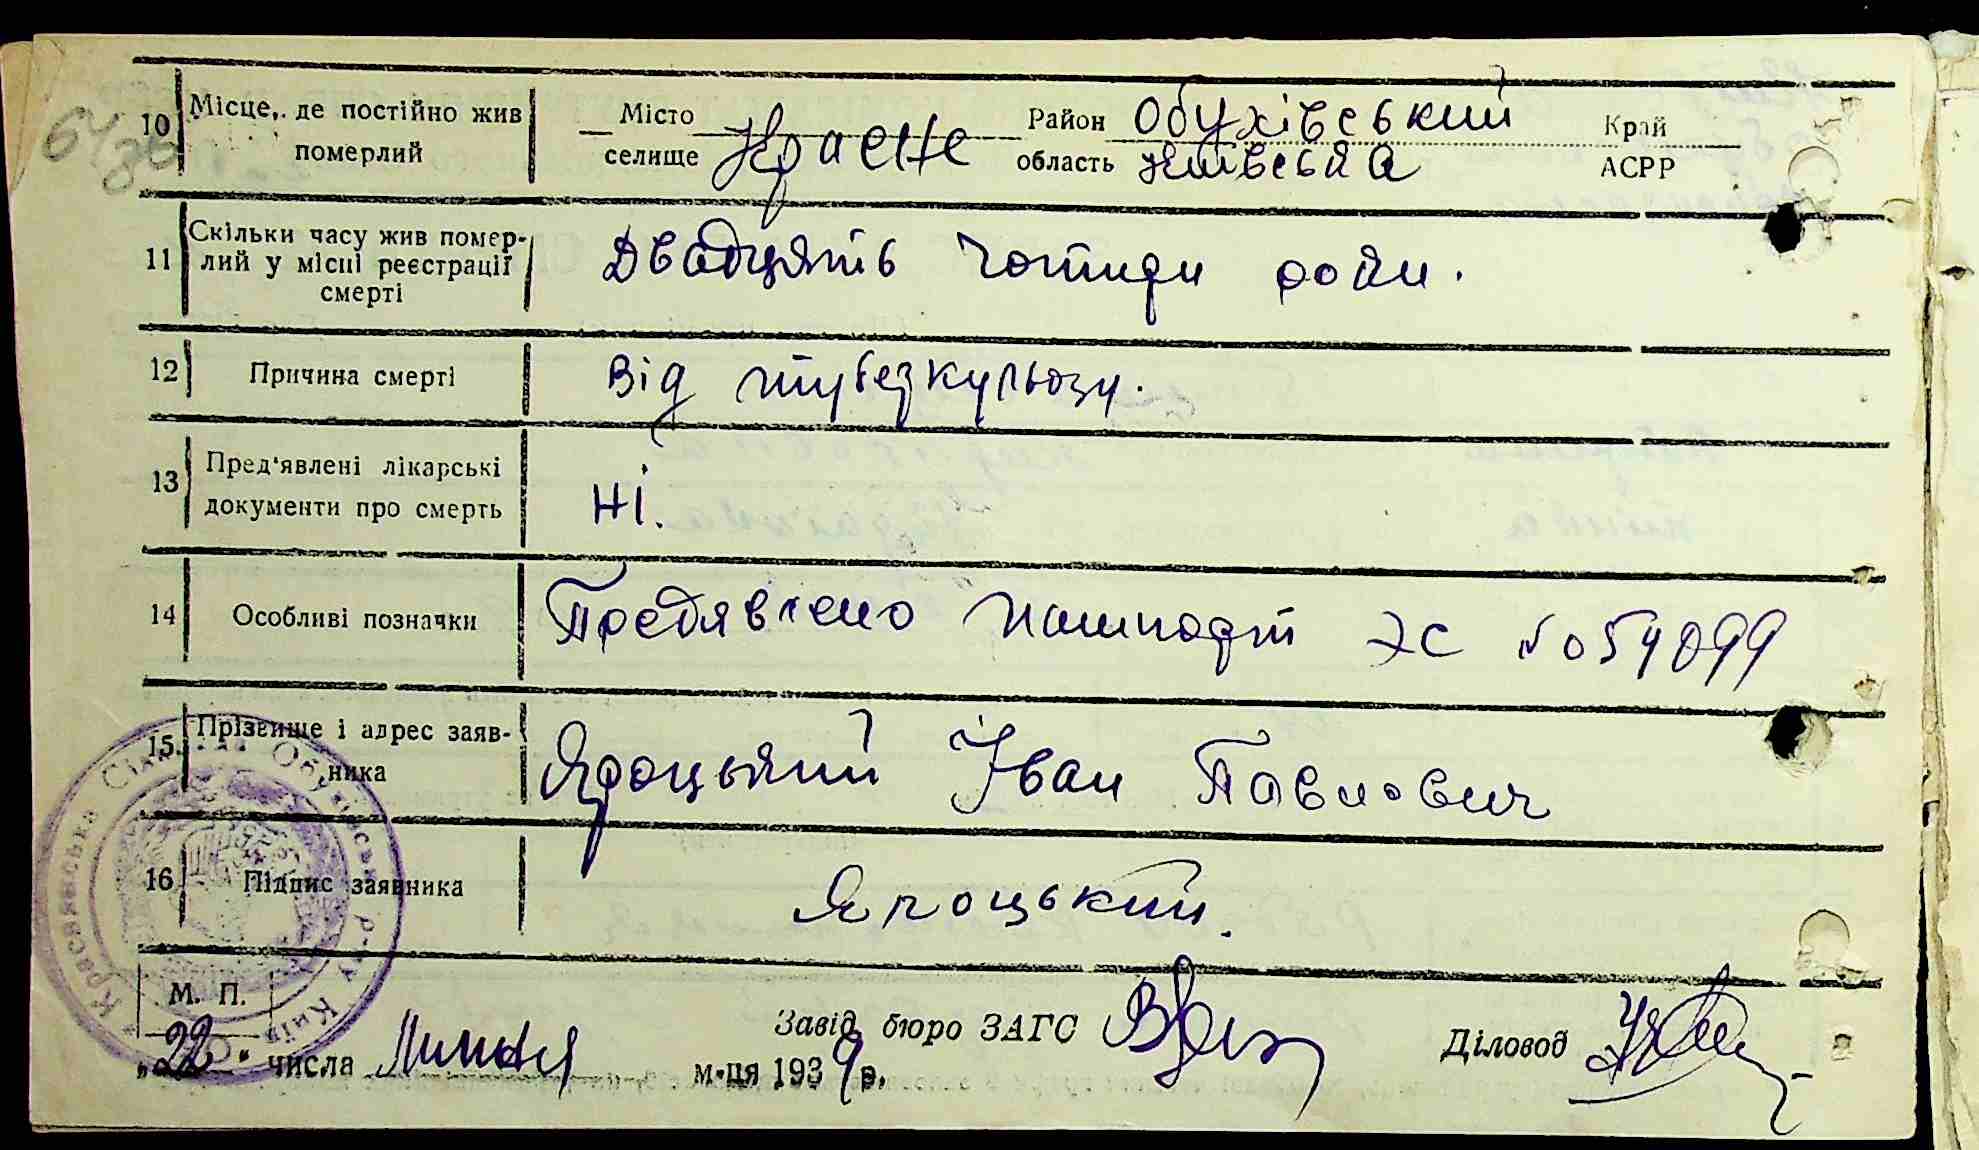 10 Місце, де постійно жив Місто Район Обухівський Край
померлий селище Красне область Київська АСРР
Скільки часу жив помер-
11 лий у місці реєстрації Двадцять чотири роки.
смерті
12 Причина смерті Від туберкульозу.
13 Пред'явлені лікарські
документи про смерть Ні.
14 Особливі позначки Предявлено пашпорт ЭС №054099
15. Прізвище і адрес заяв-
ника Яроцький Іван Павлович
16 Підпис заявника Яроцький.
М. П.
„22" числа Липня м-ця 1939 р. Завід. бюро ЗАГС Діловод